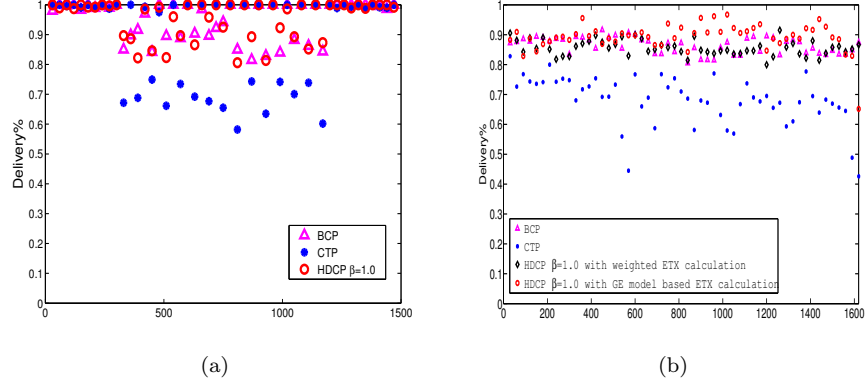 1
0.9
0.8
0.7
0.6
0.5
0.4
0.3
0.2
0.1
0
Delivery%
BCP
CTP
HDCP β=1.0
0 500 1000 1500
(a)
1
0.9
0.8
0.7
0.6
0.5
0.4
0.3
0.2
0.1
0
Delivery%
BCP
CTP
HDCP β=1.0 with weighted ETX calculation
HDCP β=1.0 with GE model based ETX calculation
0 200 400 600 800 1000 1200 1400 1600
(b)